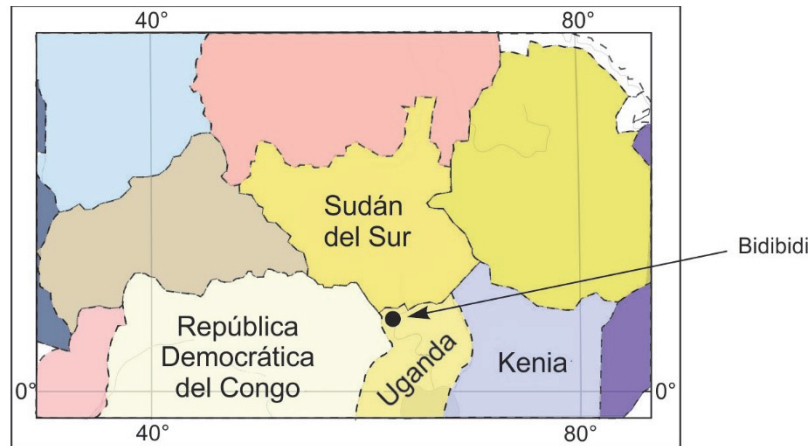 40°
80°
Sudán
del Sur
Bidibidi
República
Democrática
del Congo
Uganda
Kenia
0°
0°
40°
80°